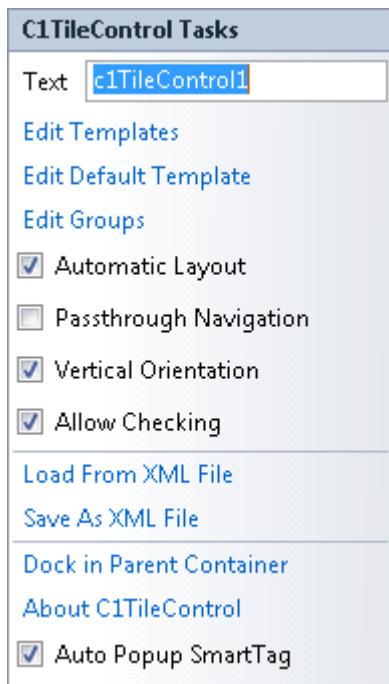 C1TileControl Tasks
Text c1TileControl1
Edit Templates
Edit Default Template
Edit Groups
Automatic Layout
Passthrough Navigation
Vertical Orientation
Allow Checking
Load From XML File
Save As XML File
Dock in Parent Container
About C1TileControl
Auto Popup SmartTag